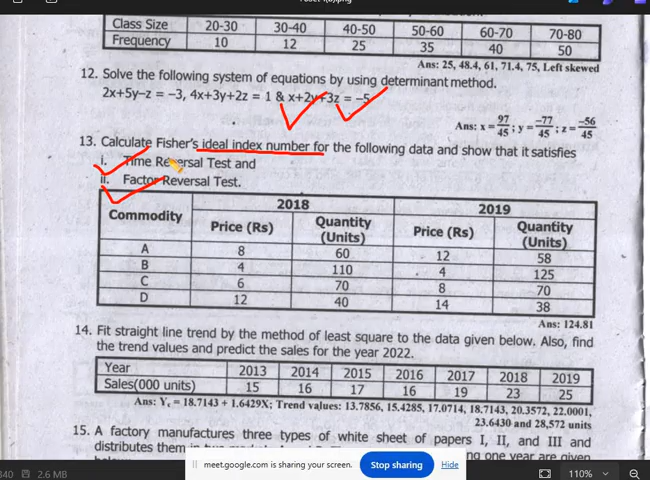 Class Size 20-30 30-40 40-50 50-60 60-70 70-80
Frequency 10 12 25 35 40 50
Ans: 25, 48.4, 61, 71.4, 75, Left skewed
12. Solve the following system of equations by using determinant method.
2x+5y–z = –3, 4x+3y+2z = 1 & x+2y+3z = –5
Ans: x = 97/45 ; y = –77/45 ; z = –56/45
13. Calculate Fisher's ideal index number for the following data and show that it satisfies
i. Time Reversal Test and
ii. Factor Reversal Test.
Commodity 2018 2019
Price (Rs) Quantity (Units) Price (Rs) Quantity (Units)
A 8 60 12 58
B 4 110 4 125
C 6 70 8 70
D 12 40 14 38
Ans: 124.81
14. Fit straight line trend by the method of least square to the data given below. Also, find
the trend values and predict the sales for the year 2022.
Year 2013 2014 2015 2016 2017 2018 2019
Sales(000 units) 15 16 17 16 19 23 25
Ans: Yc = 18.7143 + 1.6429X; Trend values: 13.7856, 15.4285, 17.0714, 18.7143, 20.3572, 22.0001,
23.6430 and 28,572 units
15. A factory manufactures three types of white sheet of papers I, II, and III and
distributes them in two markets
ng one year are given
meet.google.com is sharing your screen. Stop sharing Hide
340 2.6 MB 110%